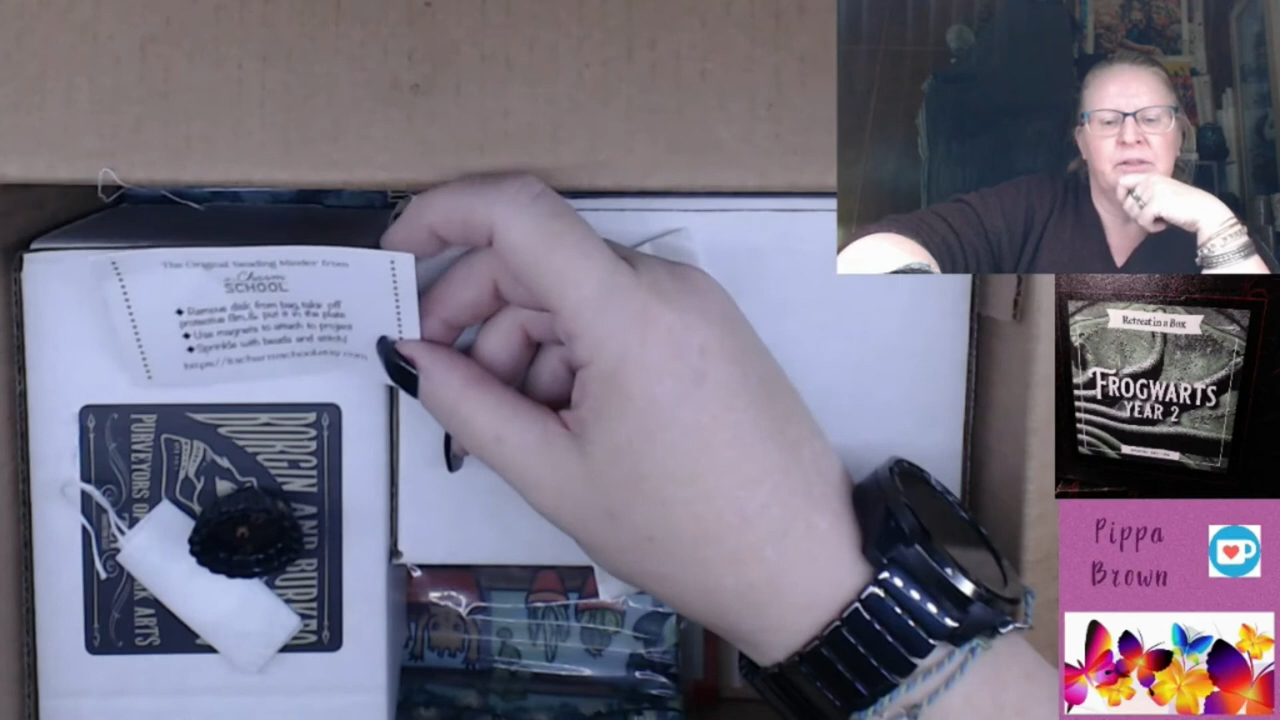 The Original Beading Minder from
Charm
SCHOOL
Remove disk from bag, take off
protective film, & put it in the plate
Use magnets to attach to project
Sprinkle with beads and stitch!
BORGIN AND BURKES
PURVEYORS OF DARK ARTS
Retreat in a Box
FROGWARTS
YEAR 2
Pippa
Brown